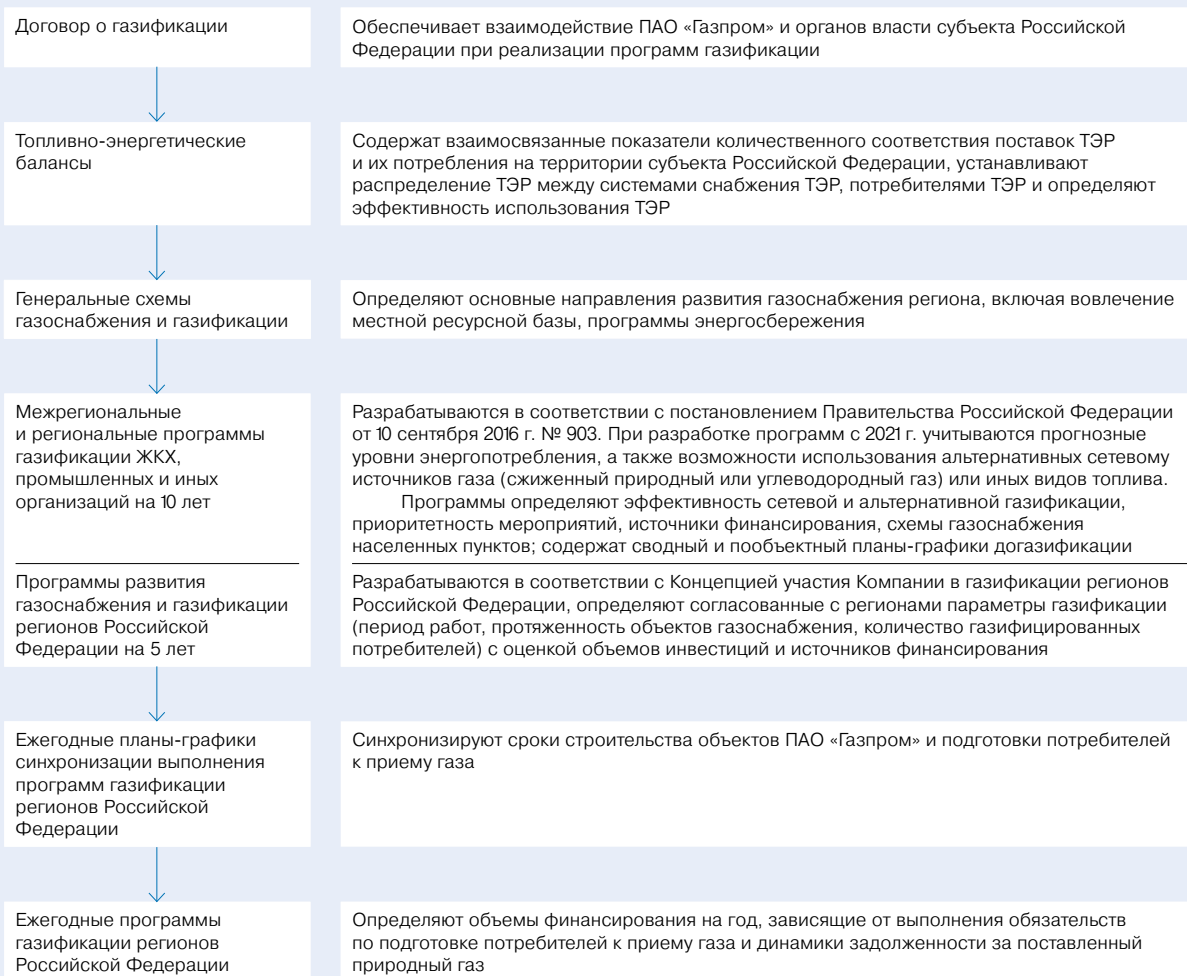 Договор о газификации
Обеспечивает взаимодействие ПАО «Газпром» и органов власти субъекта Российской
Федерации при реализации программ газификации
Топливно-энергетические
балансы
Содержат взаимосвязанные показатели количественного соответствия поставок ТЭР
и их потребления на территории субъекта Российской Федерации, устанавливают
распределение ТЭР между системами снабжения ТЭР, потребителями ТЭР и определяют
эффективность использования ТЭР
Генеральные схемы
газоснабжения и газификации
Определяют основные направления развития газоснабжения региона, включая вовлечение
местной ресурсной базы, программы энергосбережения
Межрегиональные
и региональные программы
газификации ЖКХ,
промышленных и иных
организаций на 10 лет
Разрабатываются в соответствии с постановлением Правительства Российской Федерации
от 10 сентября 2016 г. № 903. При разработке программ с 2021 г. учитываются прогнозные
уровни энергопотребления, а также возможности использования альтернативных сетевому
источников газа (сжиженный природный или углеводородный газ) или иных видов топлива.
Программы определяют эффективность сетевой и альтернативной газификации,
приоритетность мероприятий, источники финансирования, схемы газоснабжения
населенных пунктов; содержат сводный и пообъектный планы-графики догазификации
Программы развития
газоснабжения и газификации
регионов Российской
Федерации на 5 лет
Разрабатываются в соответствии с Концепцией участия Компании в газификации регионов
Российской Федерации, определяют согласованные с регионами параметры газификации
(период работ, протяженность объектов газоснабжения, количество газифицированных
потребителей) с оценкой объемов инвестиций и источников финансирования
Ежегодные планы-графики
синхронизации выполнения
программ газификации
регионов Российской
Федерации
Синхронизируют сроки строительства объектов ПАО «Газпром» и подготовки потребителей
к приему газа
Ежегодные программы
газификации регионов
Российской Федерации
Определяют объемы финансирования на год, зависящие от выполнения обязательств
по подготовке потребителей к приему газа и динамики задолженности за поставленный
природный газ